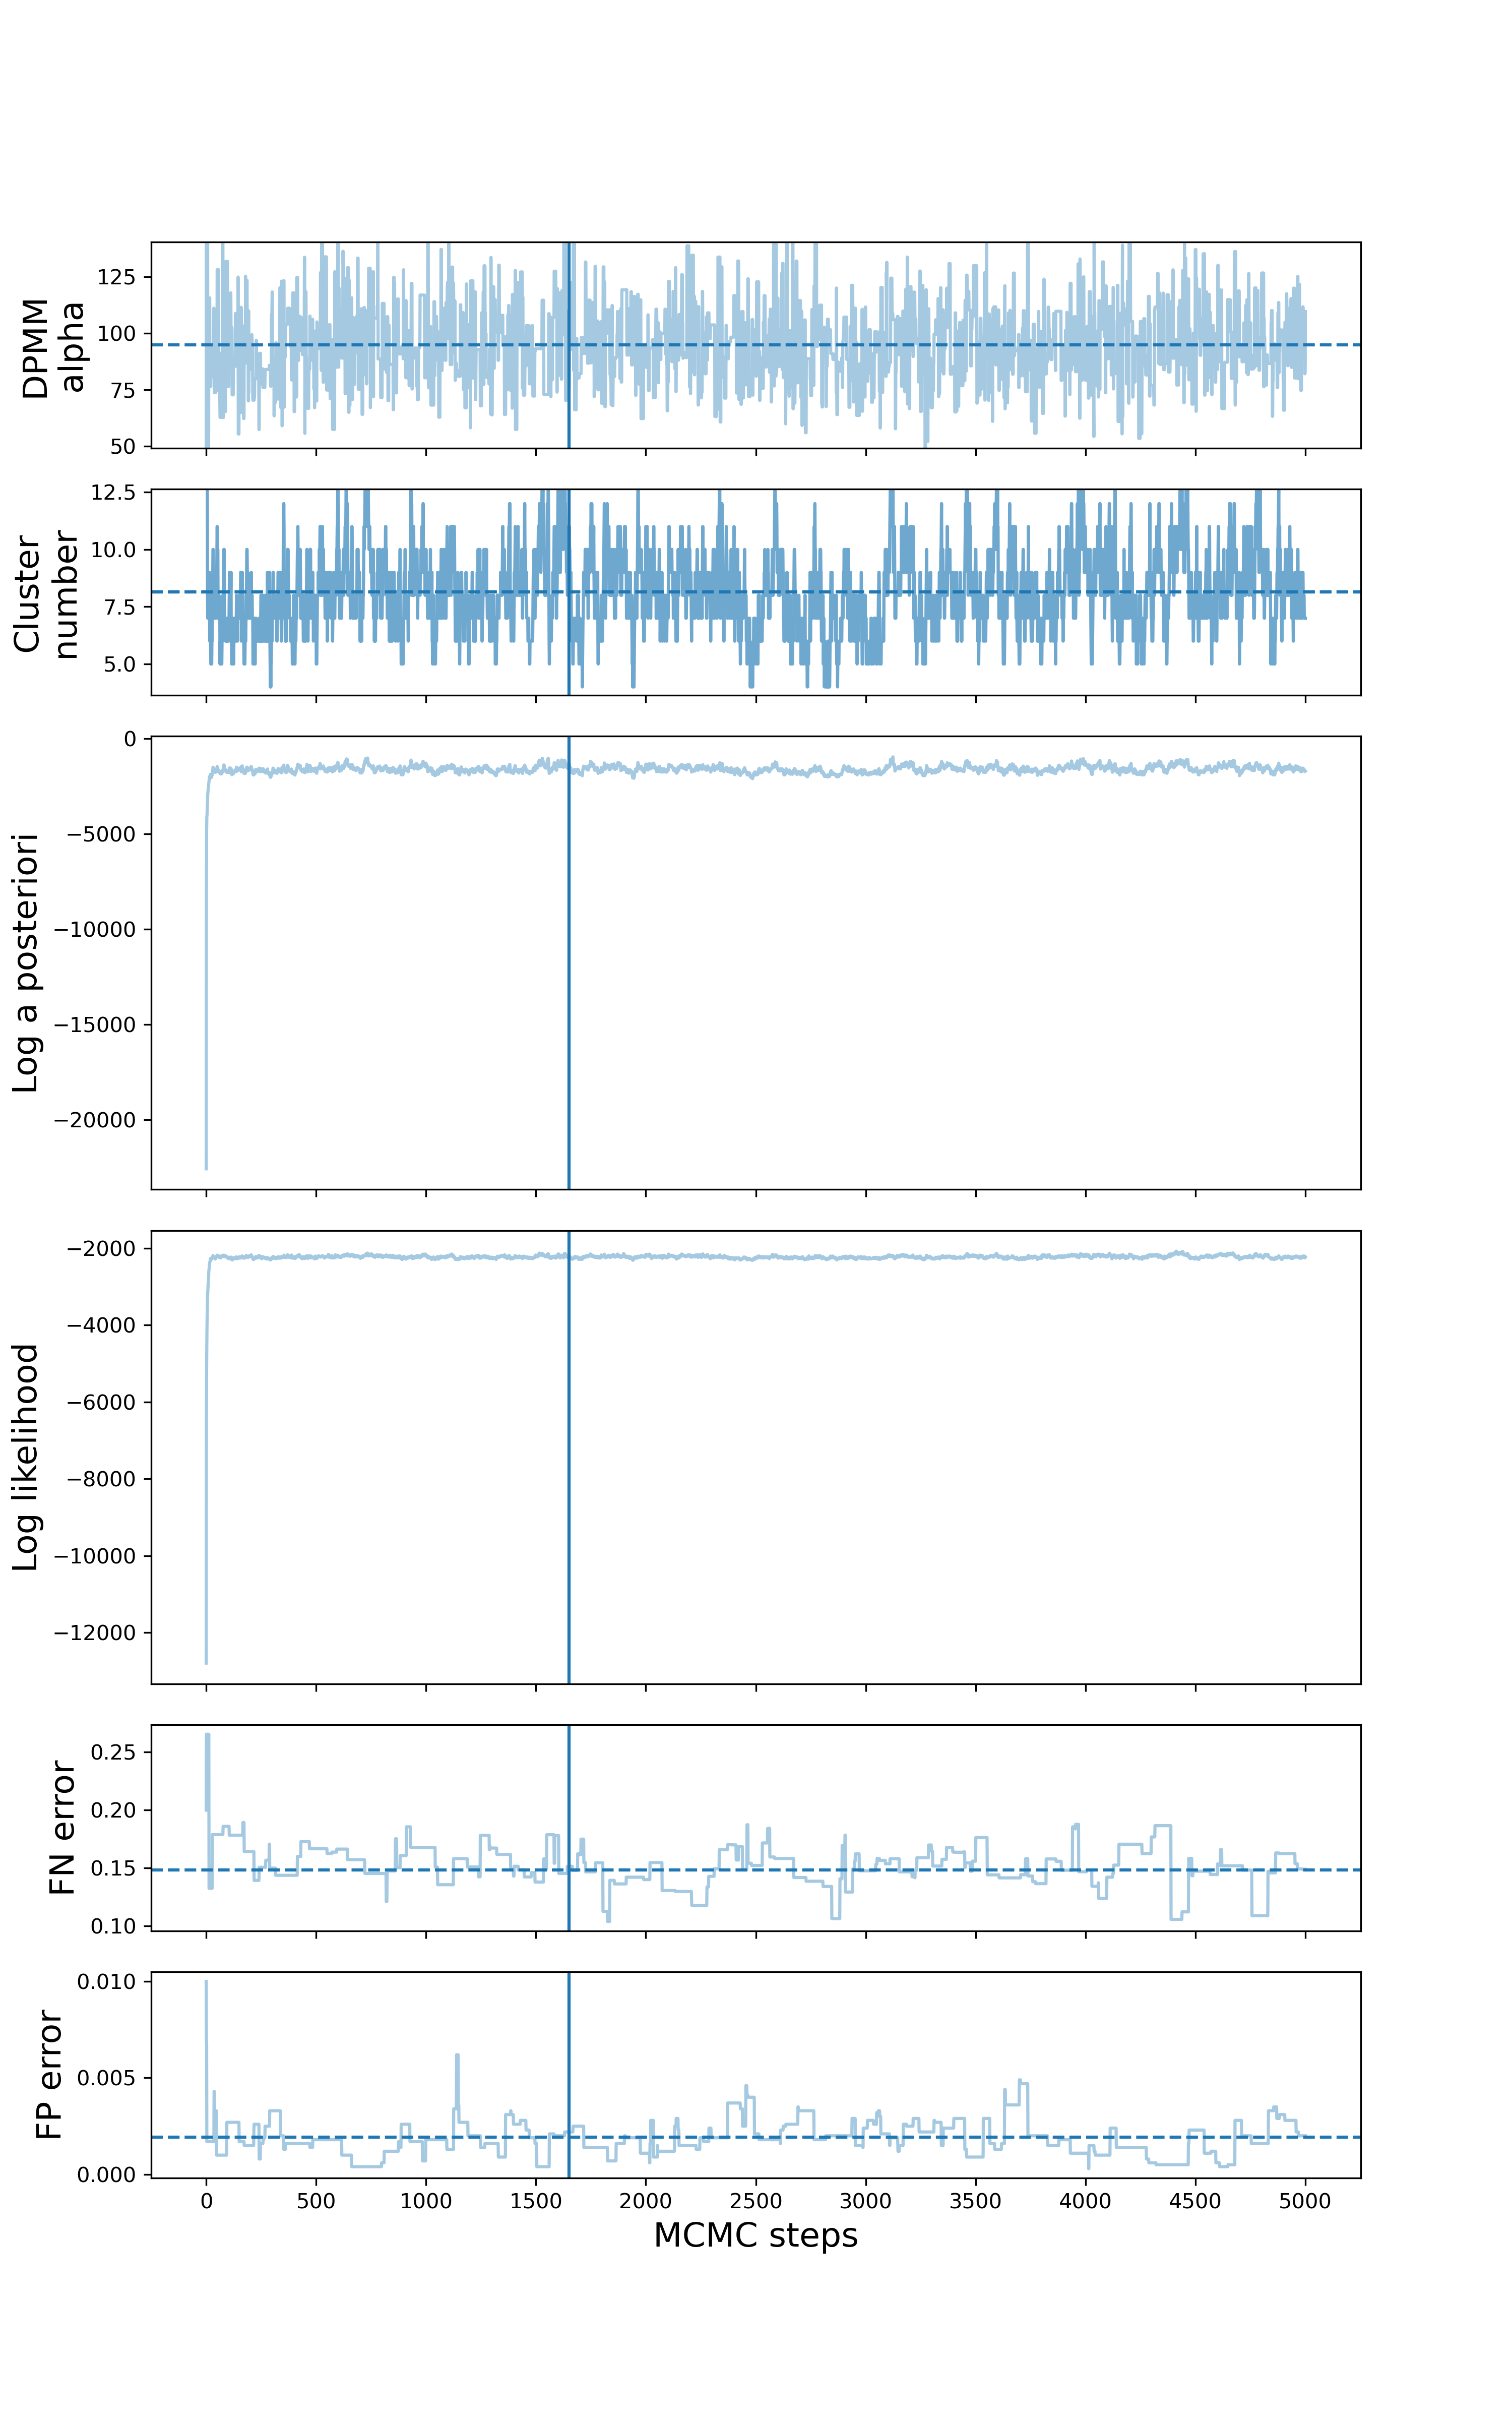 DPMM
alpha
125
100
75
50
Cluster
number
12.5
10.0
7.5
5.0
Log a posteriori
0
−5000
−10000
−15000
−20000
Log likelihood
−2000
−4000
−6000
−8000
−10000
−12000
FN error
0.25
0.20
0.15
0.10
FP error
0.010
0.005
0.000
0 500 1000 1500 2000 2500 3000 3500 4000 4500 5000
MCMC steps